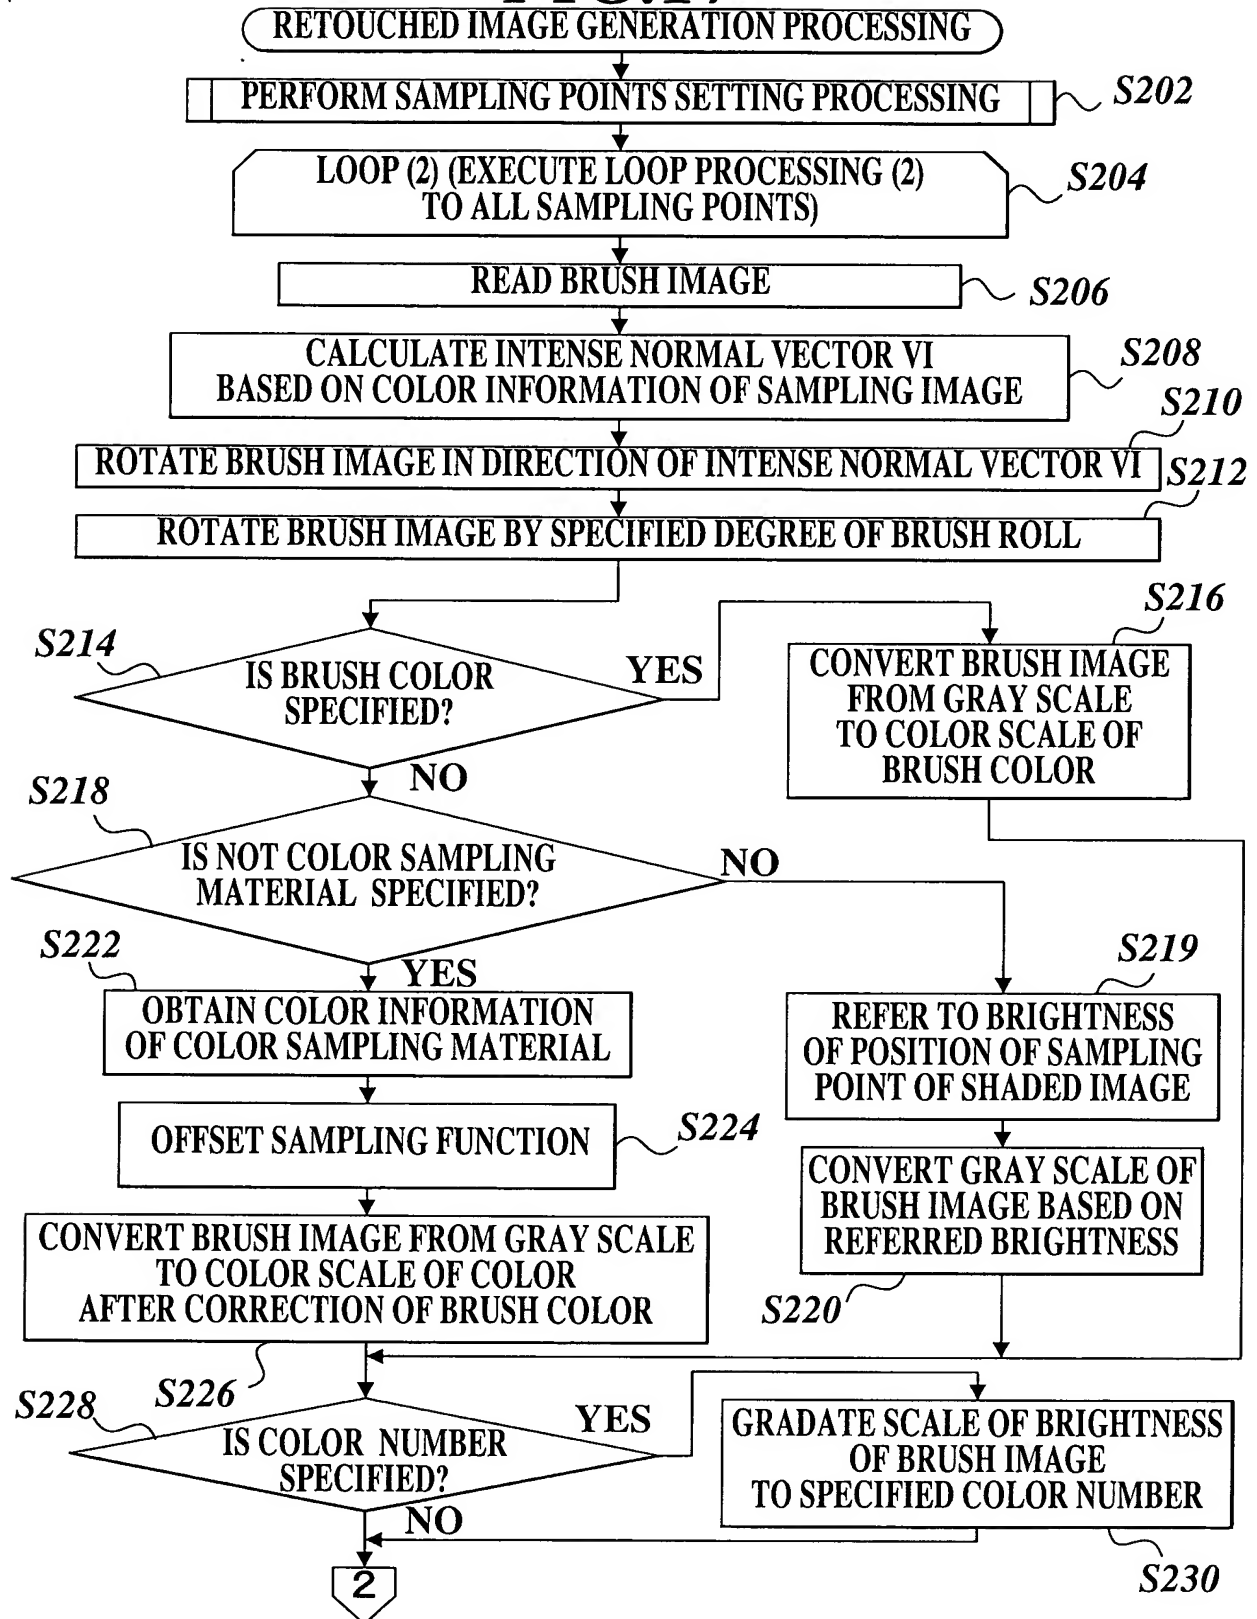 RETOUCHED IMAGE GENERATION PROCESSING
PERFORM SAMPLING POINTS SETTING PROCESSING
S202
LOOP (2) (EXECUTE LOOP PROCESSING (2)
TO ALL SAMPLING POINTS)
S204
READ BRUSH IMAGE
S206
CALCULATE INTENSE NORMAL VECTOR VI
BASED ON COLOR INFORMATION OF SAMPLING IMAGE
S208
S210
ROTATE BRUSH IMAGE IN DIRECTION OF INTENSE NORMAL VECTOR VI
S212
ROTATE BRUSH IMAGE BY SPECIFIED DEGREE OF BRUSH ROLL
S214
IS BRUSH COLOR
SPECIFIED?
YES
NO
S216
CONVERT BRUSH IMAGE
FROM GRAY SCALE
TO COLOR SCALE OF
BRUSH COLOR
S218
IS NOT COLOR SAMPLING
MATERIAL SPECIFIED?
NO
YES
S219
REFER TO BRIGHTNESS
OF POSITION OF SAMPLING
POINT OF SHADED IMAGE
CONVERT GRAY SCALE OF
BRUSH IMAGE BASED ON
REFERRED BRIGHTNESS
S220
S222
OBTAIN COLOR INFORMATION
OF COLOR SAMPLING MATERIAL
OFFSET SAMPLING FUNCTION
S224
CONVERT BRUSH IMAGE FROM GRAY SCALE
TO COLOR SCALE OF COLOR
AFTER CORRECTION OF BRUSH COLOR
S226
S228
IS COLOR NUMBER
SPECIFIED?
YES
NO
GRADATE SCALE OF BRIGHTNESS
OF BRUSH IMAGE
TO SPECIFIED COLOR NUMBER
S230
2